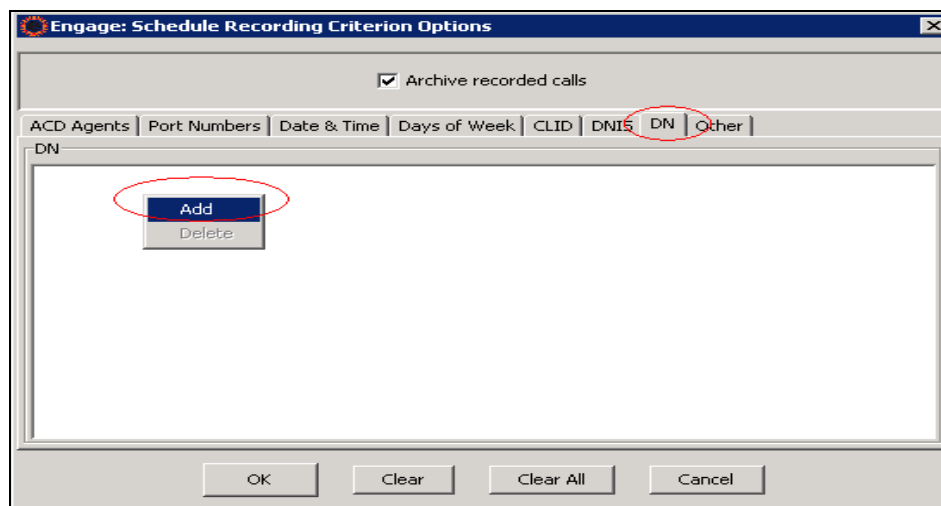 Engage: Schedule Recording Criterion Options
Archive recorded calls
ACD Agents Port Numbers Date & Time Days of Week CLID DNIS DN Other
DN
Add
Delete
OK Clear Clear All Cancel